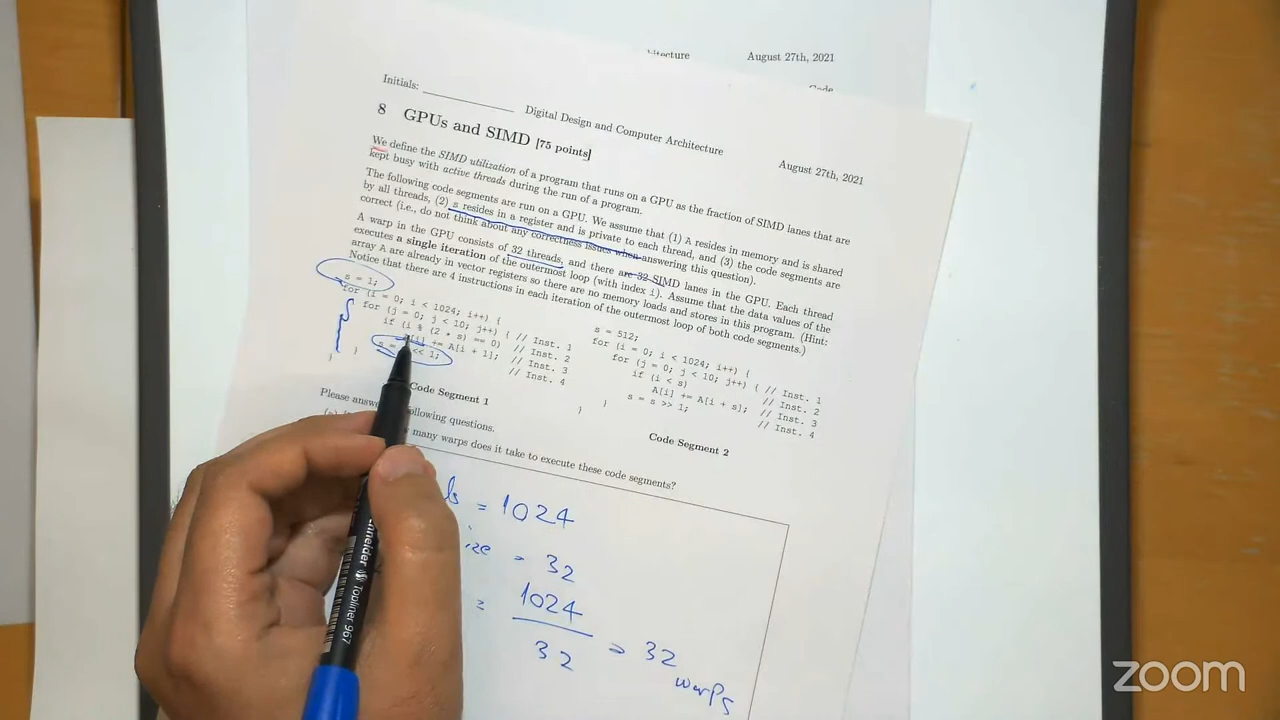 August 27th, 2021
Initials:
Digital Design and Computer Architecture
August 27th, 2021
8 GPUs and SIMD [75 points]
We define the SIMD utilization of a program that runs on a GPU as the fraction of SIMD lanes that are
kept busy with active threads during the run of a program.
The following code segments are run on a GPU. We assume that (1) A resides in memory and is shared
by all threads, (2) s resides in a register and is private to each thread, and (3) the code segments are
correct (i.e., do not think about any correctness issues when answering this question).
A warp in the GPU consists of 32 threads, and there are 32 SIMD lanes in the GPU. Each thread
executes a single iteration of the outermost loop (with index i). Assume that the data values of the
array A are already in vector registers so there are no memory loads and stores in this program. (Hint:
Notice that there are 4 instructions in each iteration of the outermost loop of both code segments.)
s = 1;
for (i = 0; i < 1024; i++) {
for (j = 0; j < 10; j++) { // Inst. 1
if (i % (2 * s) == 0) // Inst. 2
+= A[i + 1]; // Inst. 3
s = << 1; // Inst. 4
}
}
Code Segment 1
s = 512;
for (i = 0; i < 1024; i++) {
for (j = 0; j < 10; j++) { // Inst. 1
if (i < s) // Inst. 2
A[i] += A[i + s]; // Inst. 3
s = s >> 1; // Inst. 4
}
}
Code Segment 2
Please answer following questions.
many warps does it take to execute these code segments?
= 1024
= 32
= 1024
32
= 32
warps
Schneider Topliner 967
zoom